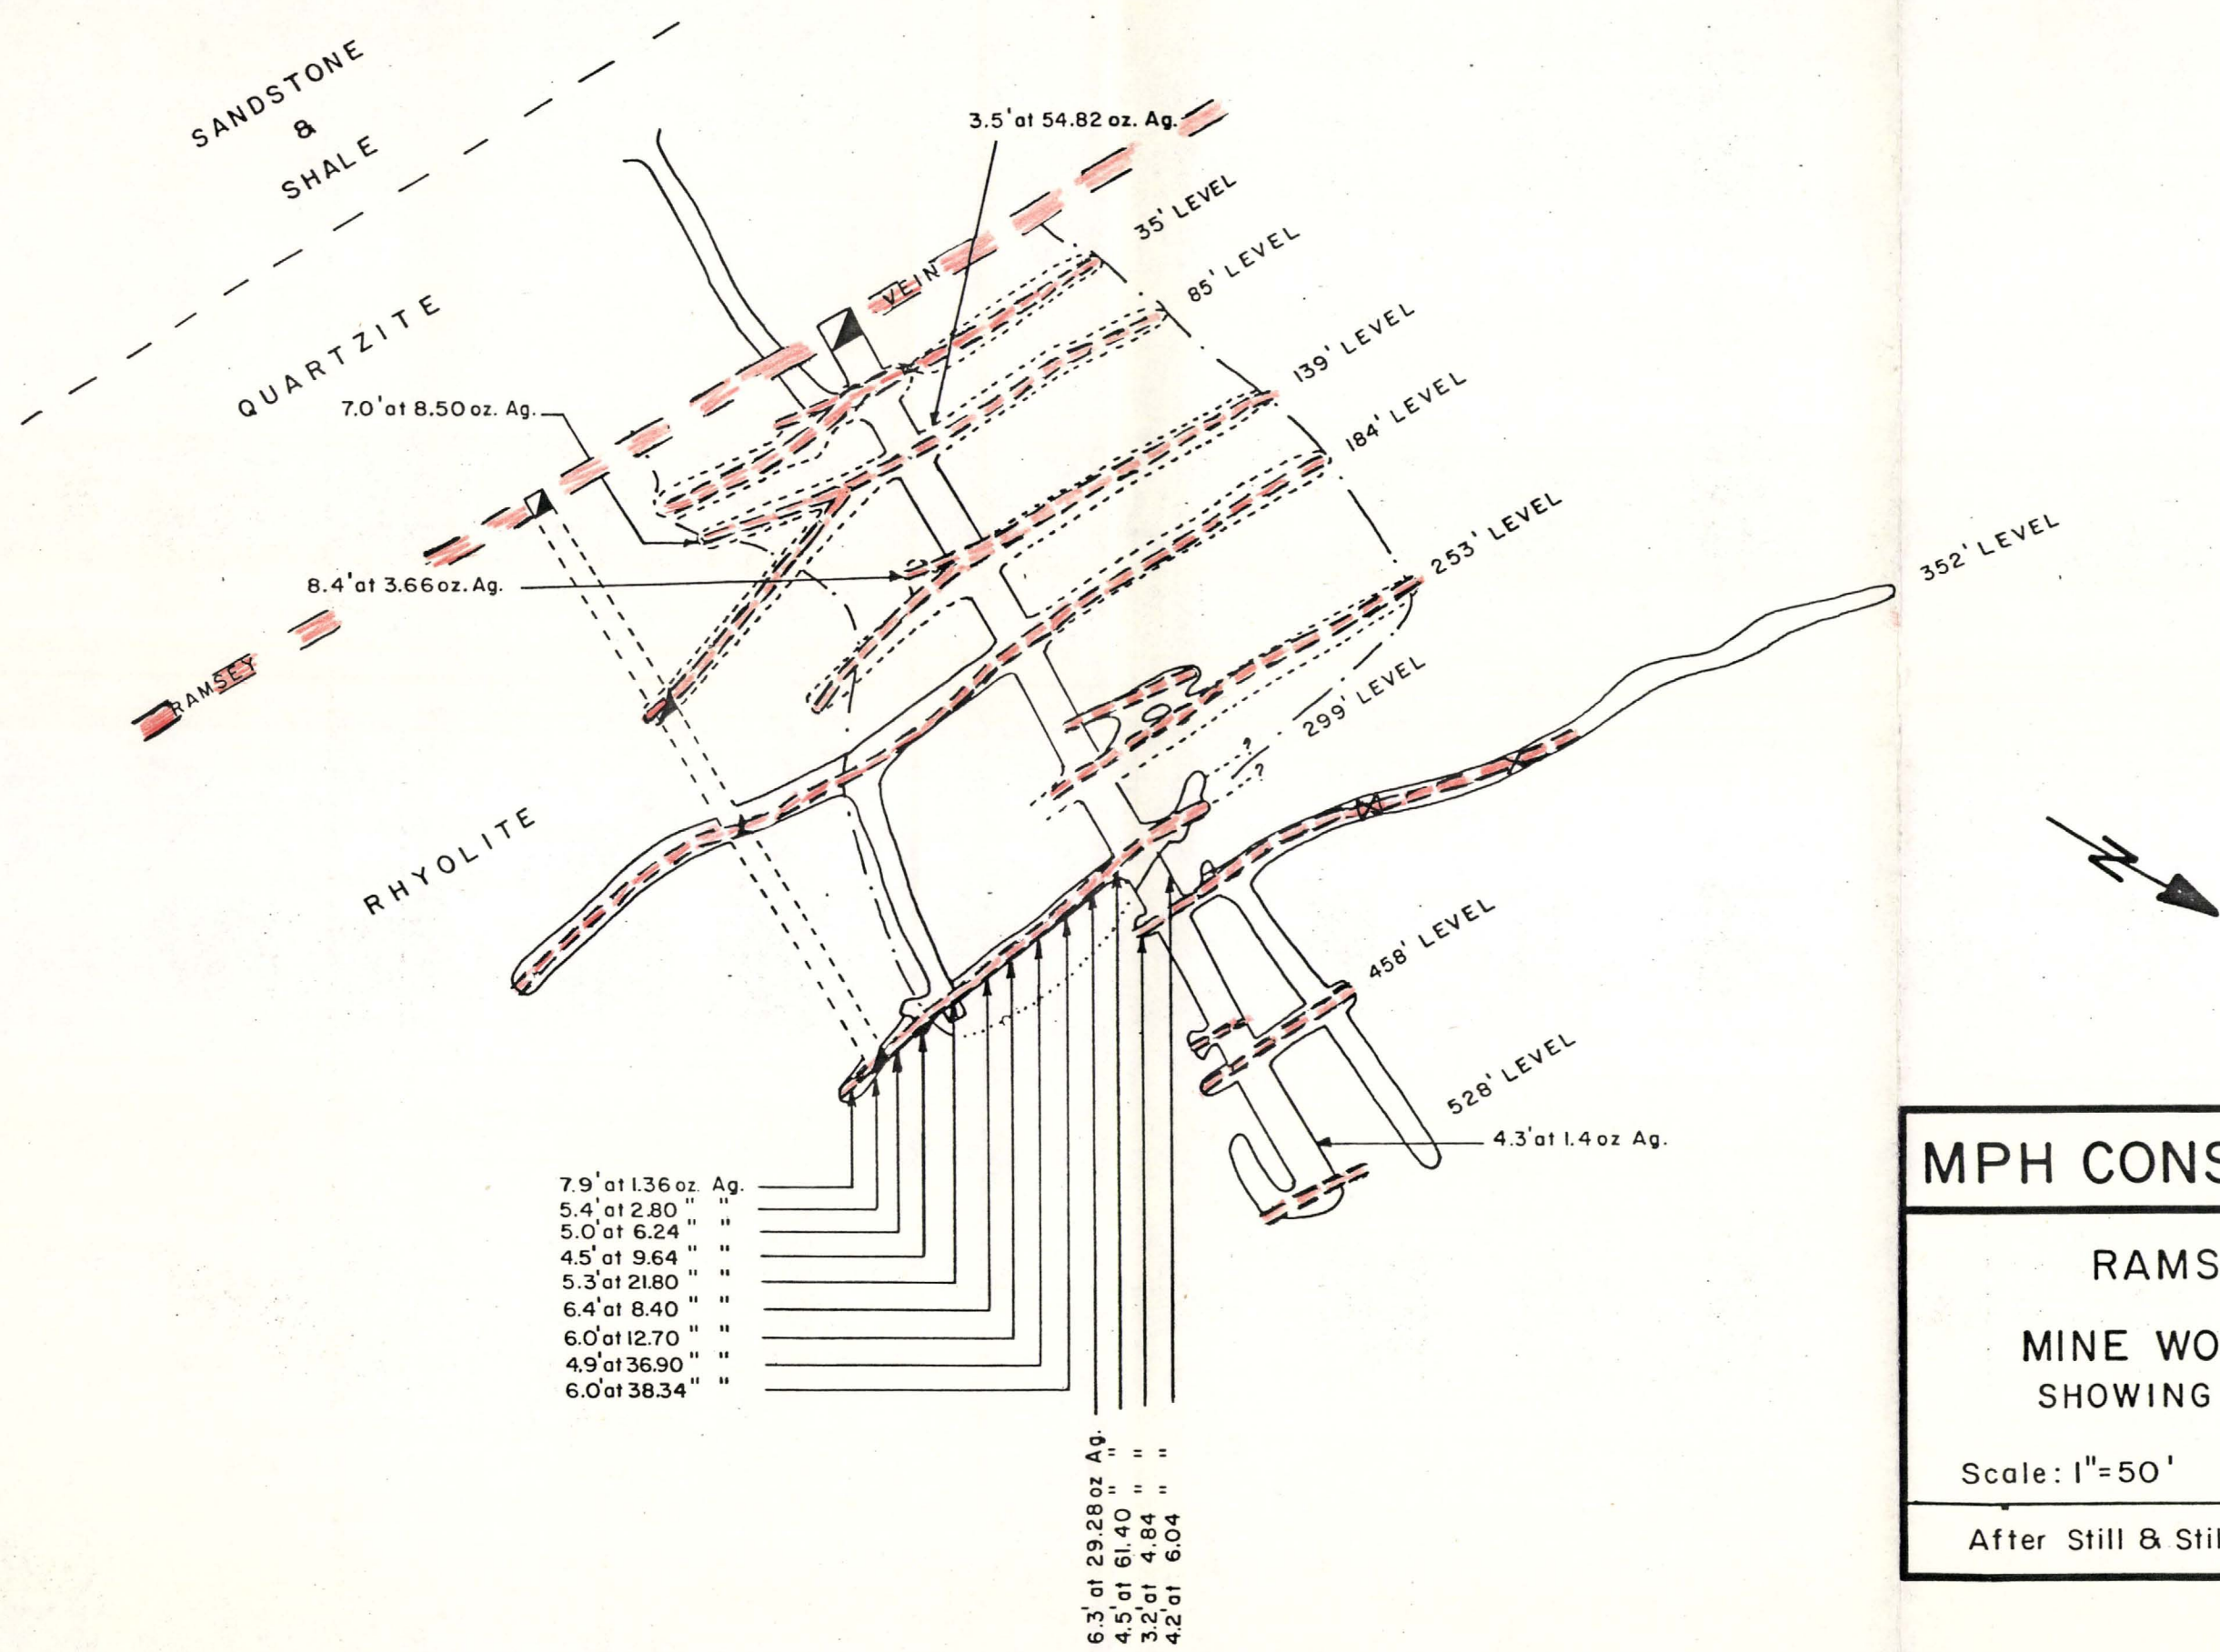 SANDSTONE
&
SHALE
3.5' at 54.82 oz. Ag.
35' LEVEL
VEIN
85' LEVEL
QUARTZITE
139' LEVEL
7.0' at 8.50 oz. Ag.
184' LEVEL
253' LEVEL
352' LEVEL
8.4' at 3.66 oz. Ag.
RAMSEY
299' LEVEL
?
?
RHYOLITE
N
458' LEVEL
528' LEVEL
4.3' at 1.4 oz Ag.
7.9' at 1.36 oz. Ag.
5.4' at 2.80 " "
5.0' at 6.24 " "
4.5' at 9.64 " "
5.3' at 21.80 " "
6.4' at 8.40 " "
6.0' at 12.70 " "
4.9' at 36.90 " "
6.0' at 38.34 " "
6.3' at 29.28 oz Ag.
4.5' at 61.40 " "
3.2' at 4.84 " "
4.2' at 6.04 " "
MPH CONS
RAMS
MINE WO
SHOWING
Scale: 1"=50'
After Still & Stil